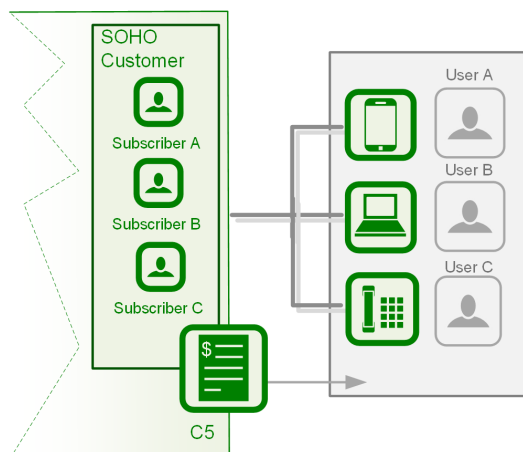 SOHO
Customer
Subscriber A
Subscriber B
Subscriber C
$
C5
User A
User B
User C